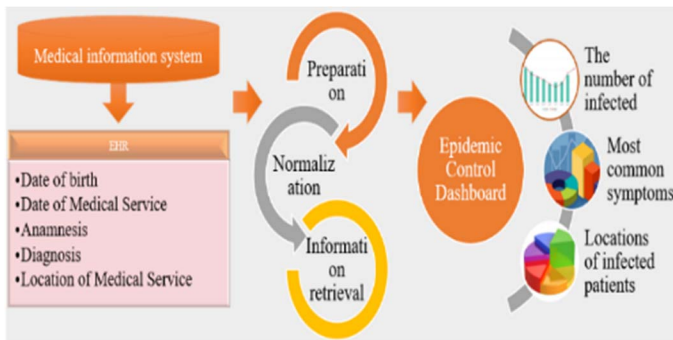 Medical information system
EHR
•Date of birth
•Date of Medical Service
•Anamnesis
•Diagnosis
•Location of Medical Service
Preparati
on
Normaliz
ation
Informati
on
retrieval
Epidemic
Control
Dashboard
The
number of
infected
Most
common
symptoms
Locations
of infected
patients